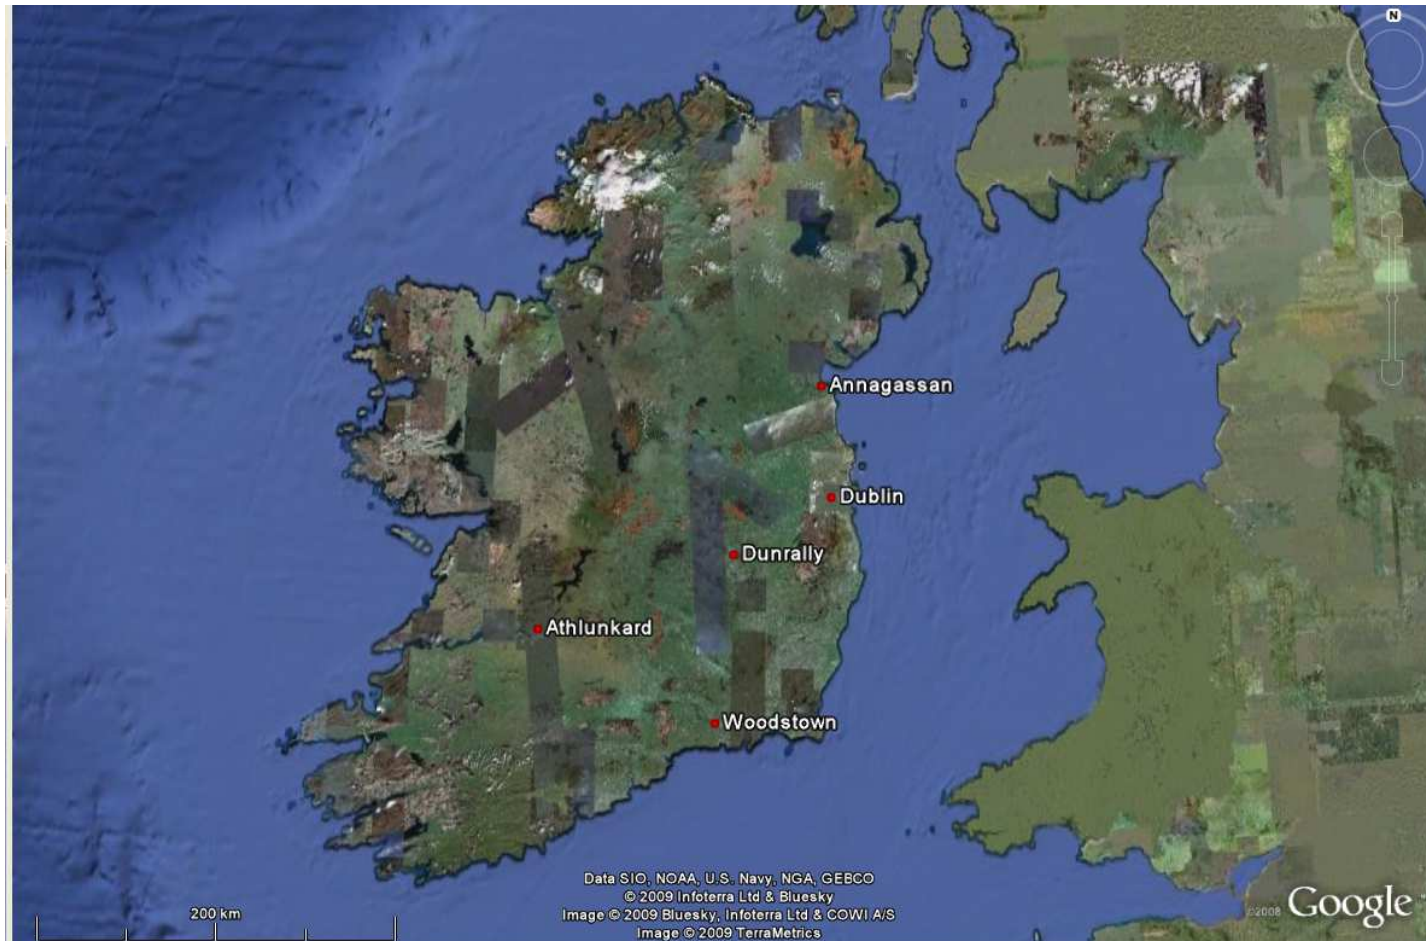 N
Annagassan
Dublin
Dunrally
Athlunkard
Woodstown
Data SIO, NOAA, U.S. Navy, NGA, GEBCO
© 2009 Infoterra Ltd & Bluesky
200 km
Image © 2009 Bluesky, Infoterra Ltd & COWI A/S
©2008 Google
Image © 2009 TerraMetrics